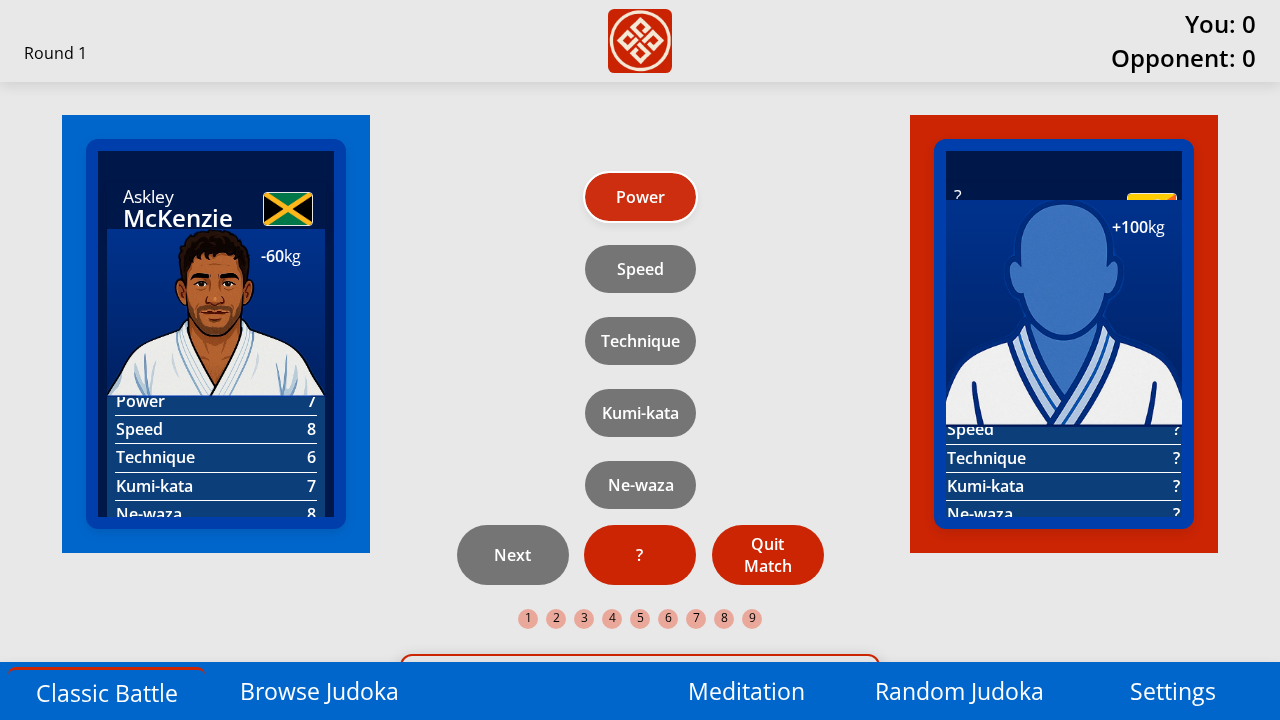 Round 1
You: 0
Opponent: 0
Askley
McKenzie
-60kg
Power 7
Speed 8
Technique 6
Kumi-kata 7
Ne-waza 8
Power
Speed
Technique
Kumi-kata
Ne-waza
Next
?
Quit
Match
1 2 3 4 5 6 7 8 9
?
+100kg
Speed ?
Technique ?
Kumi-kata ?
Ne-waza ?
Classic Battle
Browse Judoka
Meditation
Random Judoka
Settings